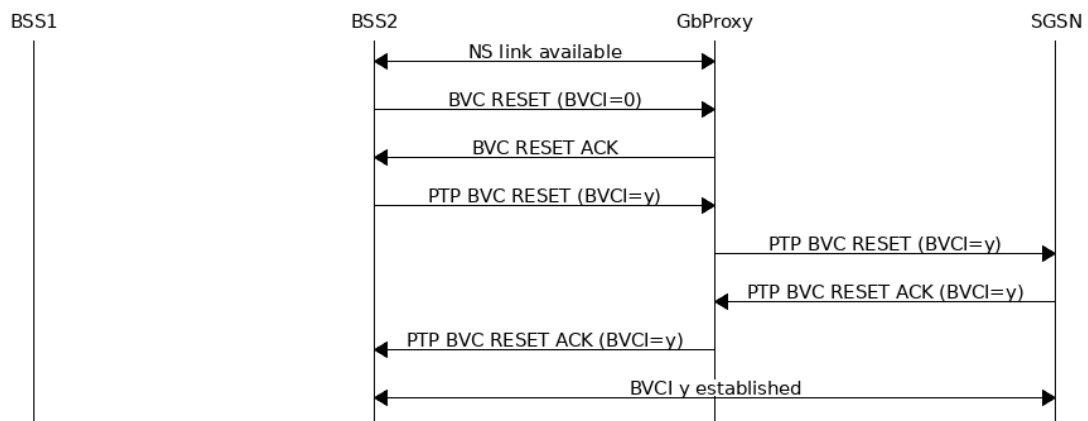 BSS1 BSS2 GbProxy SGSN
NS link available
BVC RESET (BVCI=0)
BVC RESET ACK
PTP BVC RESET (BVCI=y)
PTP BVC RESET (BVCI=y)
PTP BVC RESET ACK (BVCI=y)
PTP BVC RESET ACK (BVCI=y)
BVCI y established